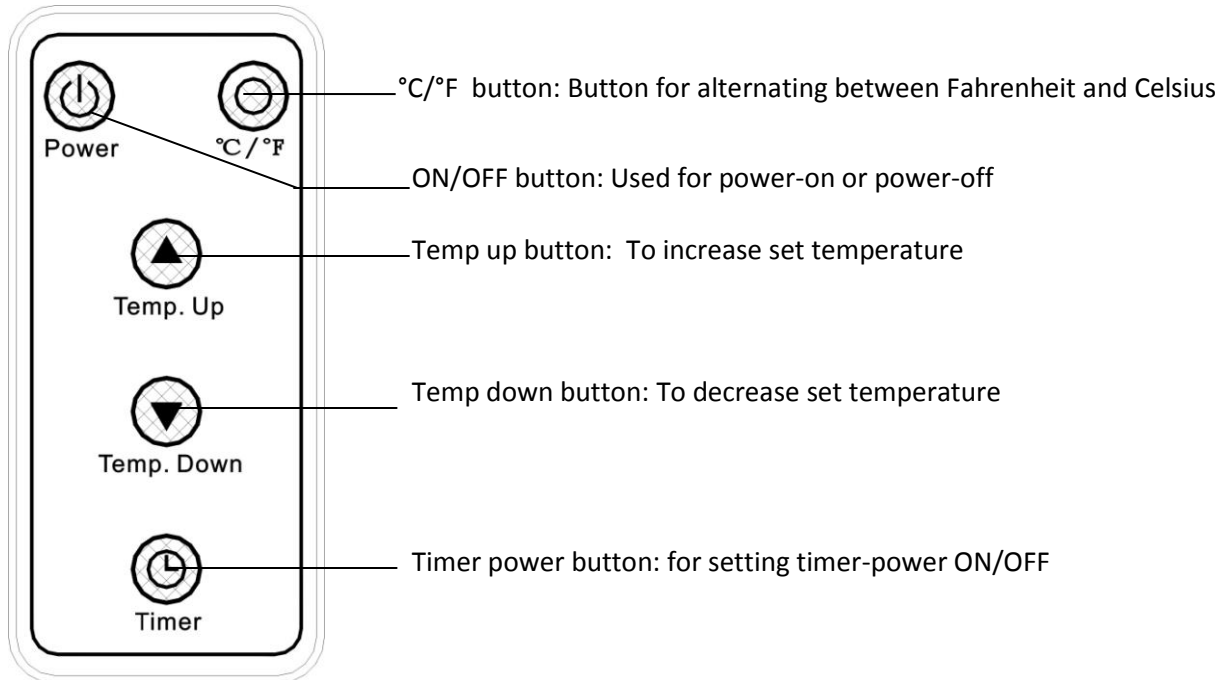 °C/°F button: Button for alternating between Fahrenheit and Celsius
Power
°C/°F
ON/OFF button: Used for power-on or power-off
Temp up button: To increase set temperature
Temp. Up
Temp down button: To decrease set temperature
Temp. Down
Timer power button: for setting timer-power ON/OFF
Timer